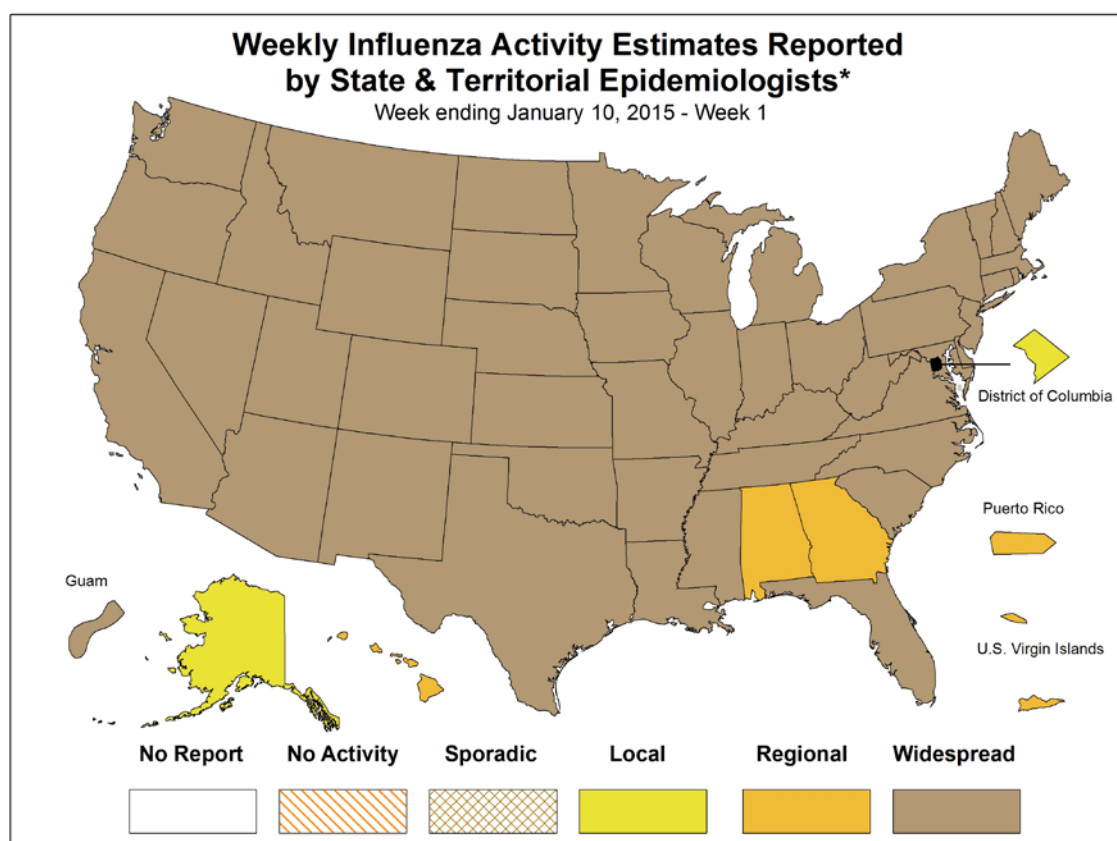 Weekly Influenza Activity Estimates Reported
by State & Territorial Epidemiologists*
Week ending January 10, 2015 - Week 1
District of Columbia
Puerto Rico
Guam
U.S. Virgin Islands
No Report No Activity Sporadic Local Regional Widespread